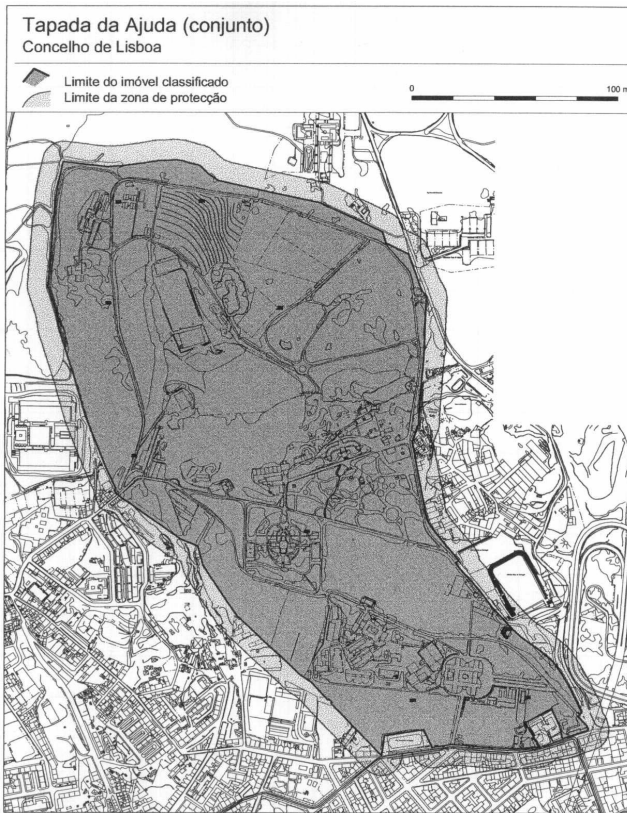 Tapada da Ajuda (conjunto)
Concelho de Lisboa
Limite do imóvel classificado
Limite da zona de protecção
0
100 m